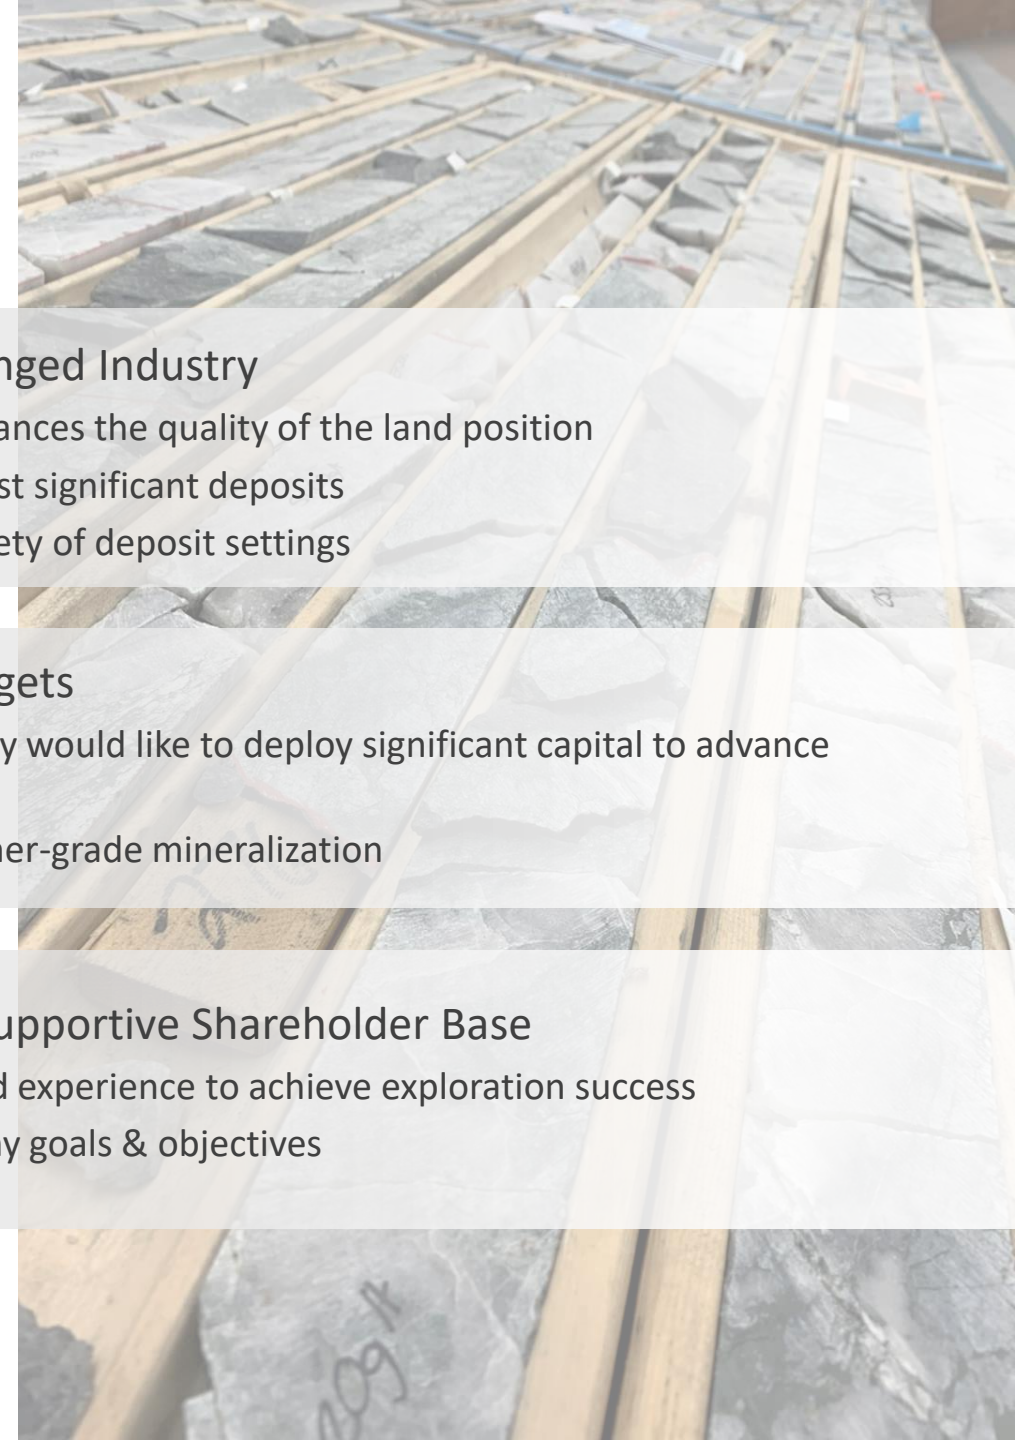 nged Industry
ances the quality of the land position
st significant deposits
ety of deposit settings
gets
y would like to deploy significant capital to advance
her-grade mineralization
upportive Shareholder Base
d experience to achieve exploration success
ny goals & objectives